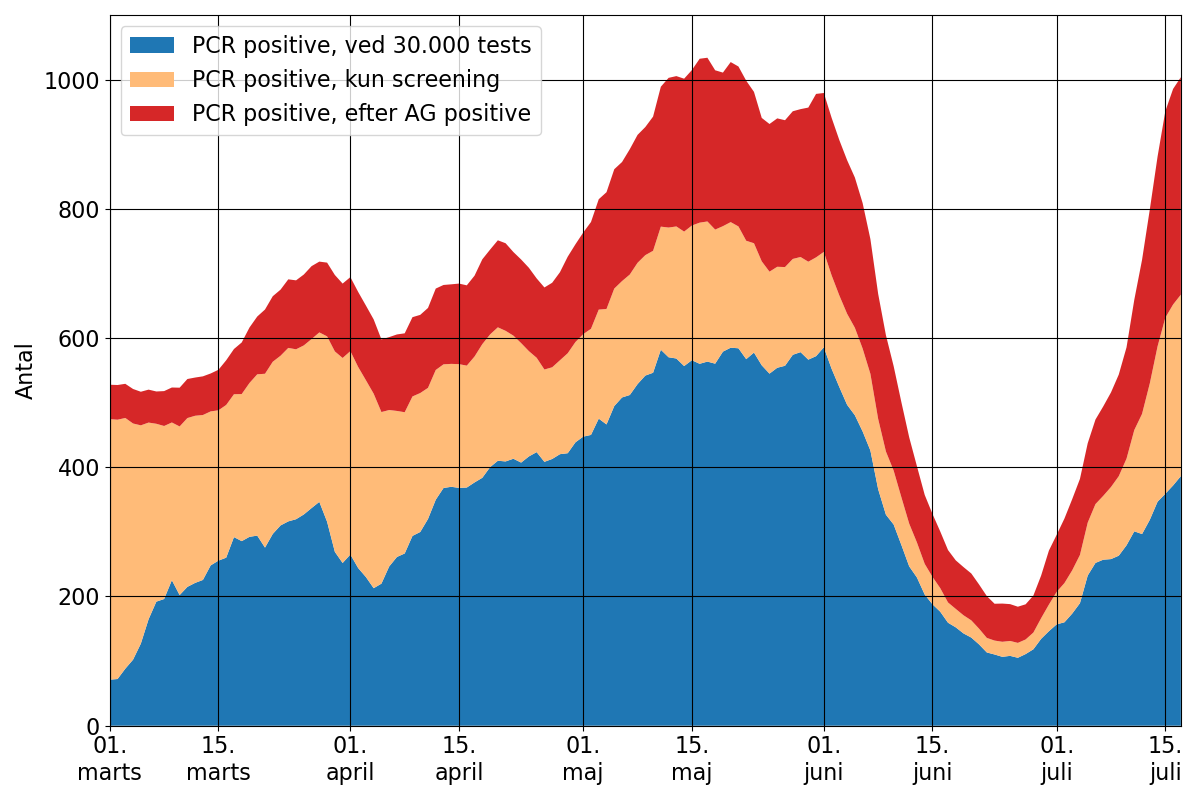 PCR positive, ved 30.000 tests
PCR positive, kun screening
PCR positive, efter AG positive
Antal
1000
800
600
400
200
0
01. 15. 01. 15. 01. 15. 01. 15. 01. 15.
marts marts april april maj maj juni juni juli juli